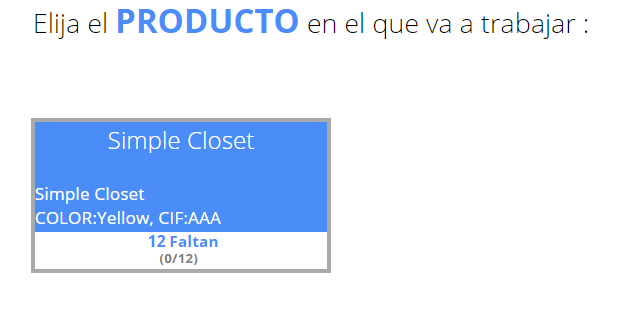 Elija el PRODUCTO en el que va a trabajar :
Simple Closet
Simple Closet
COLOR:Yellow, CIF:AAA
12 Faltan
(0/12)